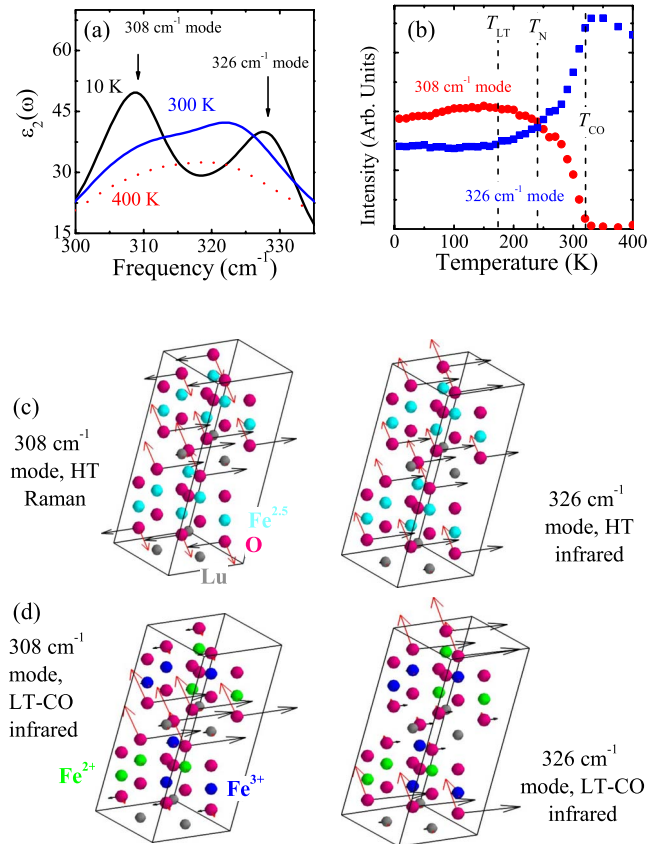 (a)
308 cm⁻¹ mode
326 cm⁻¹ mode
10 K
300 K
400 K
ε₂(ω)
60
45
30
15
300 310 320 330
Frequency (cm⁻¹)
(b)
T_LT T_N
T_CO
308 cm⁻¹ mode
326 cm⁻¹ mode
Intensity (Arb. Units)
0 100 200 300 400
Temperature (K)
(c)
308 cm⁻¹
mode, HT
Raman
Fe²·⁵
O
Lu
326 cm⁻¹
mode, HT
infrared
(d)
308 cm⁻¹
mode,
LT-CO
infrared
Fe²⁺
Fe³⁺
326 cm⁻¹
mode, LT-CO
infrared